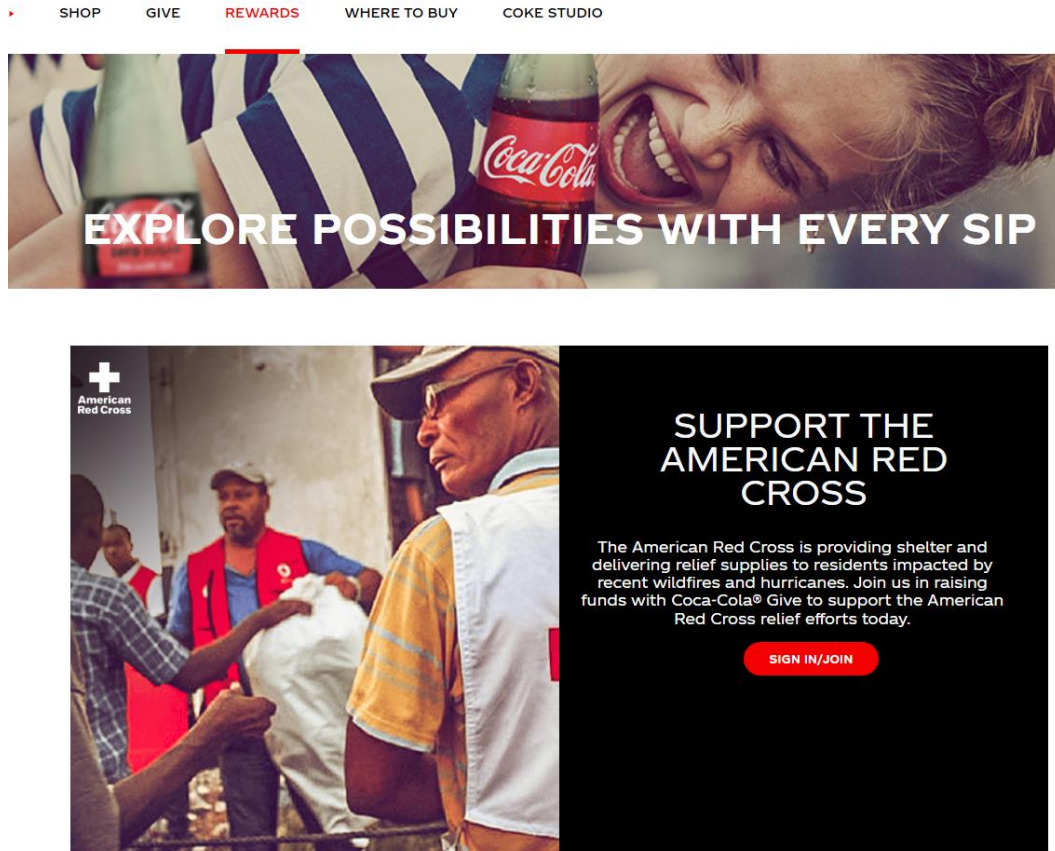 SHOP GIVE REWARDS WHERE TO BUY COKE STUDIO
Coca-Cola
EXPLORE POSSIBILITIES WITH EVERY SIP
American
Red Cross
SUPPORT THE
AMERICAN RED
CROSS
The American Red Cross is providing shelter and
delivering relief supplies to residents impacted by
recent wildfires and hurricanes. Join us in raising
funds with Coca-Cola® Give to support the American
Red Cross relief efforts today.
SIGN IN/JOIN